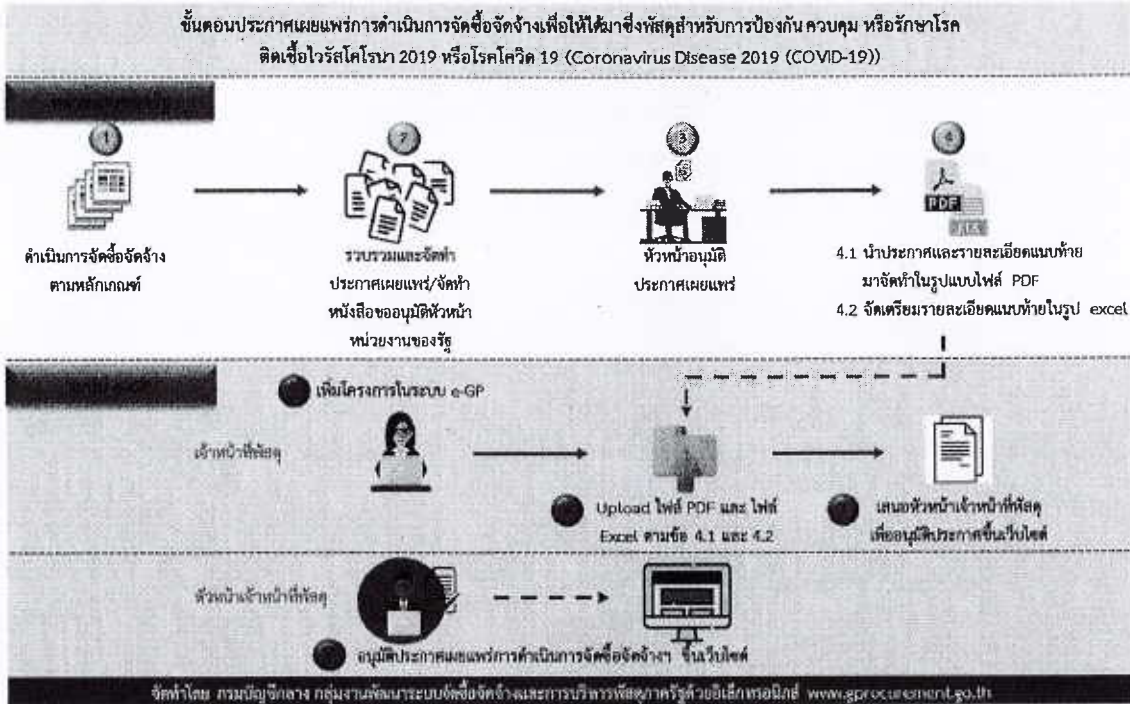 ขั้นตอนประกาศเผยแพร่การดำเนินการจัดซื้อจัดจ้างเพื่อให้ได้มาซึ่งพัสดุสำหรับการป้องกัน ควบคุม หรือรักษาโรค
ติดเชื้อไวรัสโคโรนา 2019 หรือโรคโควิด 19 (Coronavirus Disease 2019 (COVID-19))
1
2
3
4
PDF
ดำเนินการจัดซื้อจัดจ้าง
ตามหลักเกณฑ์
รวบรวมและจัดทำ
ประกาศเผยแพร่/จัดทำ
หนังสือขออนุมัติหัวหน้า
หน่วยงานของรัฐ
หัวหน้าอนุมัติ
ประกาศเผยแพร่
4.1 นำประกาศและรายละเอียดแนบท้าย
มาจัดทำในรูปแบบไฟล์ PDF
4.2 จัดเตรียมรายละเอียดแนบท้ายในรูป excel
เพิ่มโครงการในระบบ e-GP
เจ้าหน้าที่พัสดุ
Upload ไฟล์ PDF และ ไฟล์
Excel ตามข้อ 4.1 และ 4.2
เสนอหัวหน้าเจ้าหน้าที่พัสดุ
เพื่ออนุมัติประกาศขึ้นเว็บไซต์
หัวหน้าเจ้าหน้าที่พัสดุ
อนุมัติประกาศเผยแพร่การดำเนินการจัดซื้อจัดจ้างฯ ขึ้นเว็บไซต์
จัดทำโดย กรมบัญชีกลาง กลุ่มงานพัฒนาระบบจัดซื้อจัดจ้างและการบริหารพัสดุภาครัฐด้วยอิเล็กทรอนิกส์ www.gprocurement.go.th